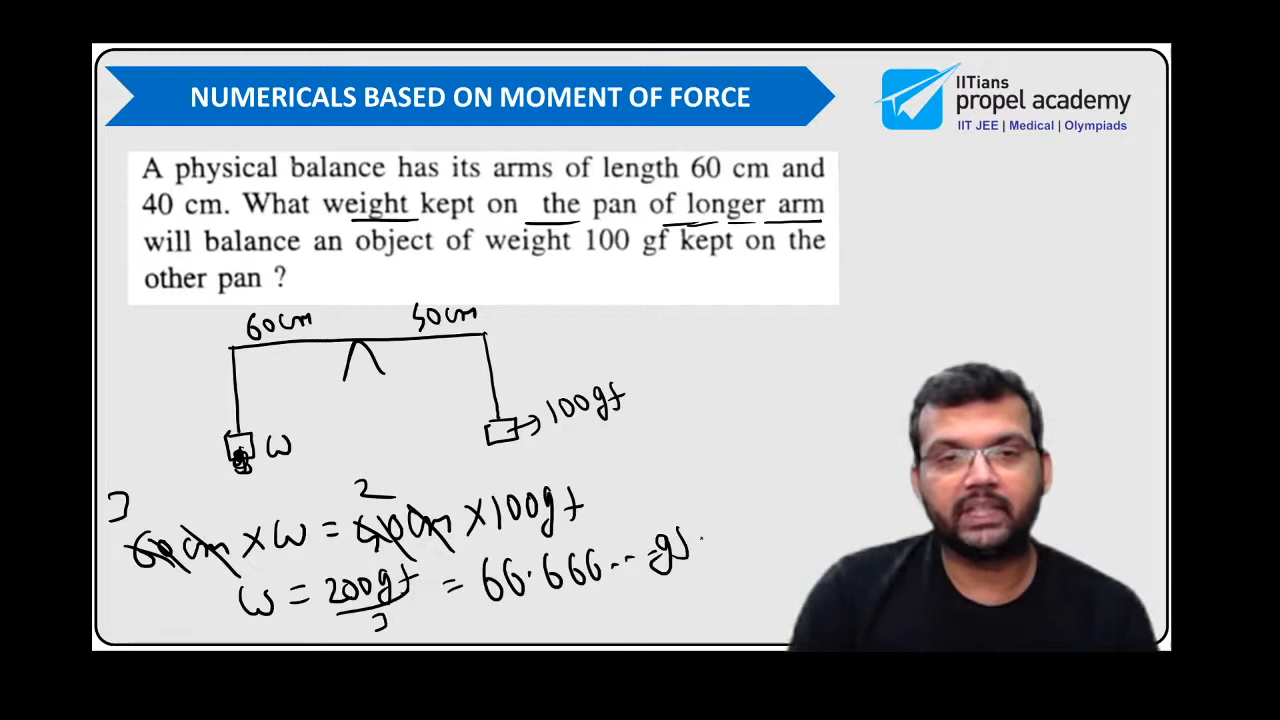 NUMERICALS BASED ON MOMENT OF FORCE
IITians
propel academy
IIT JEE | Medical | Olympiads
A physical balance has its arms of length 60 cm and
40 cm. What weight kept on the pan of longer arm
will balance an object of weight 100 gf kept on the
other pan ?
60cm 40cm
100gf
W
3 2
60cm × W = 40cm × 100gf
W = 200gf = 66.666.. gf
3